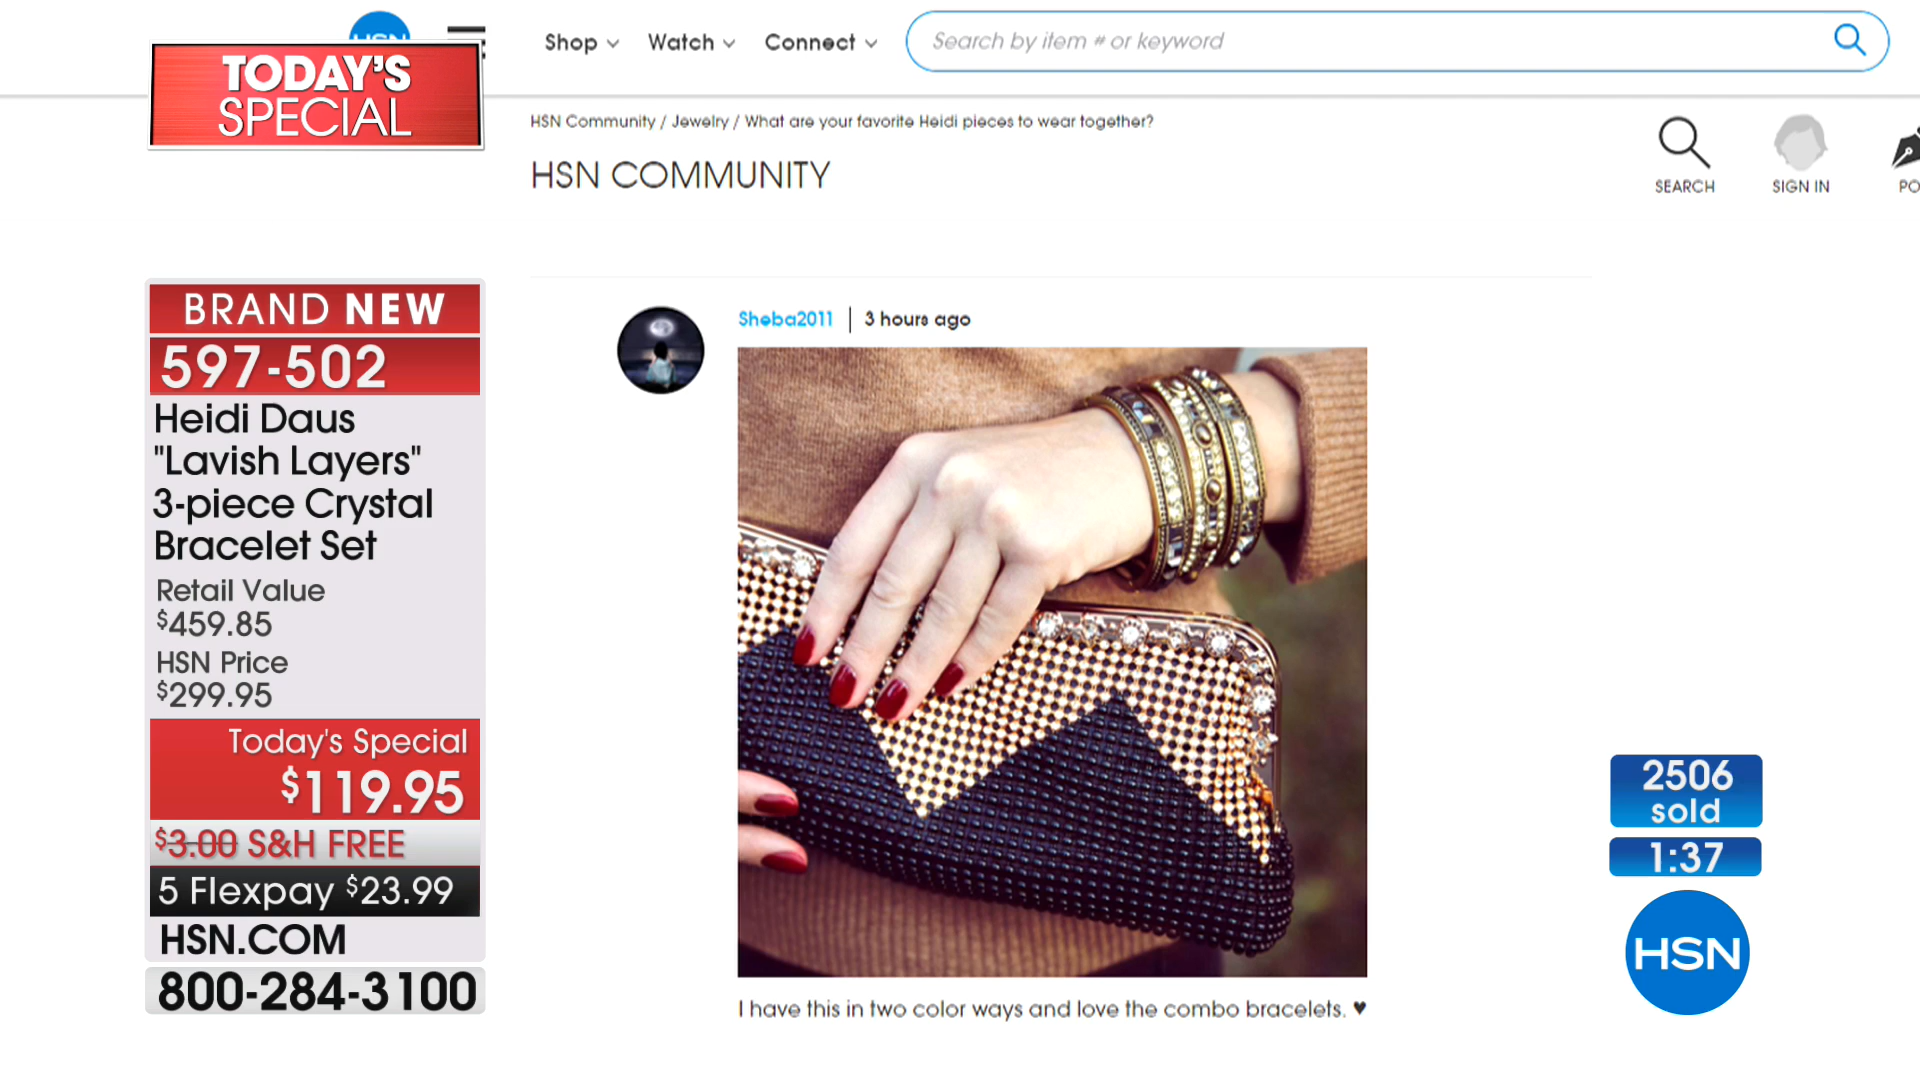 HSN
TODAY'S
SPECIAL
Shop
Watch
Connect
Search by item # or keyword
HSN Community / Jewelry / What are your favorite Heidi pieces to wear together?
HSN COMMUNITY
SEARCH
SIGN IN
PO
BRAND NEW
597-502
Heidi Daus
"Lavish Layers"
3-piece Crystal
Bracelet Set
Retail Value
$459.85
HSN Price
$299.95
Today's Special
$119.95
$3.00 S&H FREE
5 Flexpay $23.99
HSN.COM
800-284-3100
Sheba2011 | 3 hours ago
I have this in two color ways and love the combo bracelets. ♥
2506
sold
1:37
HSN